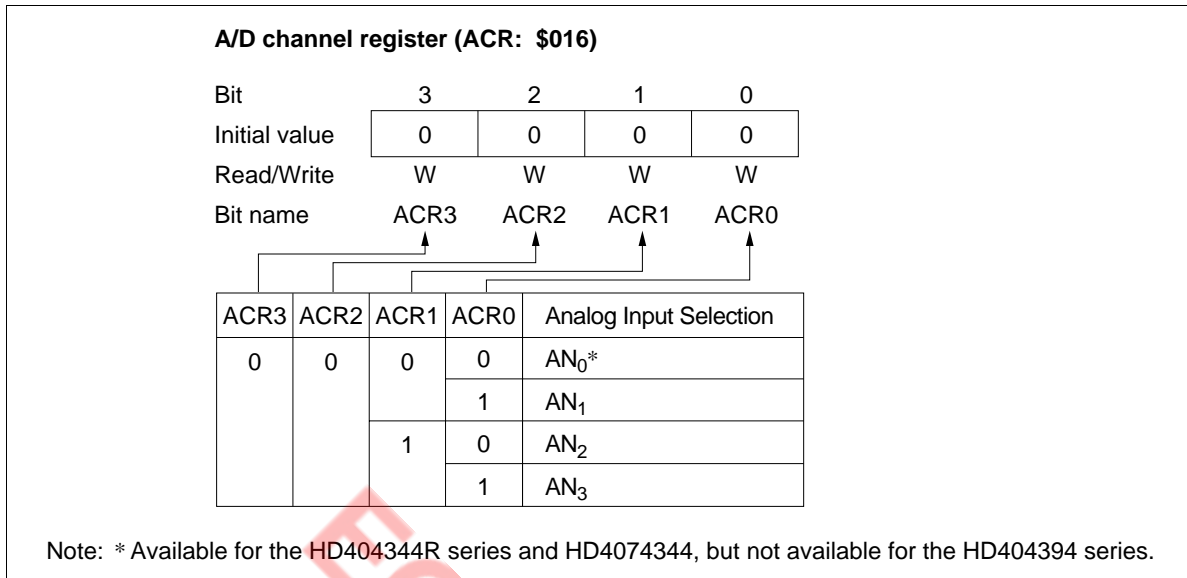 A/D channel register (ACR: $016)
Bit 3 2 1 0
Initial value 0 0 0 0
Read/Write W W W W
Bit name ACR3 ACR2 ACR1 ACR0
ACR3 ACR2 ACR1 ACR0 Analog Input Selection
0 0 0 0 AN0*
1 AN1
1 0 AN2
1 AN3
Note: * Available for the HD404344R series and HD4074344, but not available for the HD404394 series.